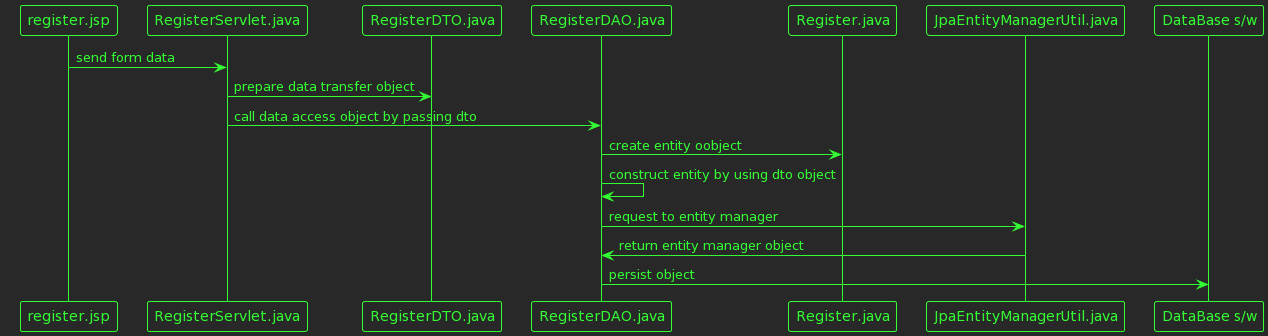 register.jsp
RegisterServlet.java
RegisterDTO.java
RegisterDAO.java
Register.java
JpaEntityManagerUtil.java
DataBase s/w
send form data
prepare data transfer object
call data access object by passing dto
create entity oobject
construct entity by using dto object
request to entity manager
return entity manager object
persist object
register.jsp
RegisterServlet.java
RegisterDTO.java
RegisterDAO.java
Register.java
JpaEntityManagerUtil.java
DataBase s/w